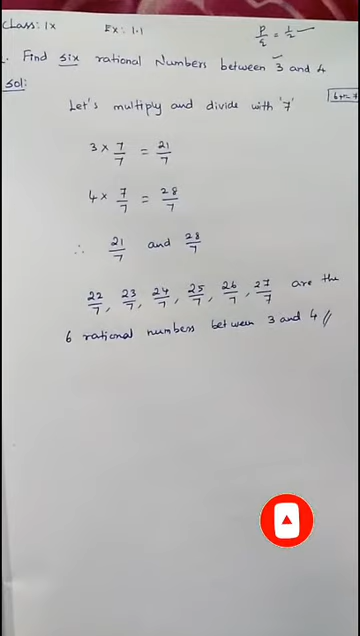 Class: IX Ex: 1.1 p/q = 1/2
. Find six rational Numbers between 3 and 4
Sol:
Let's multiply and divide with '7'
6+1=7
3 × 7/7 = 21/7
4 × 7/7 = 28/7
∴ 21/7 and 28/7
22/7, 23/7, 24/7, 25/7, 26/7, 27/7 are the
6 rational numbers between 3 and 4 //